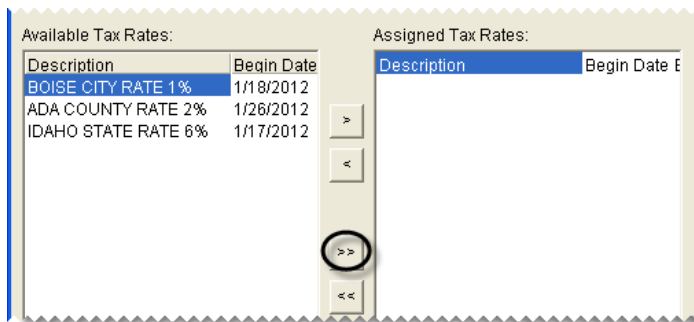 Available Tax Rates:
Assigned Tax Rates:
Description Begin Date
BOISE CITY RATE 1% 1/18/2012
ADA COUNTY RATE 2% 1/26/2012
IDAHO STATE RATE 6% 1/17/2012
>
<
>>
<<
Description Begin Date E